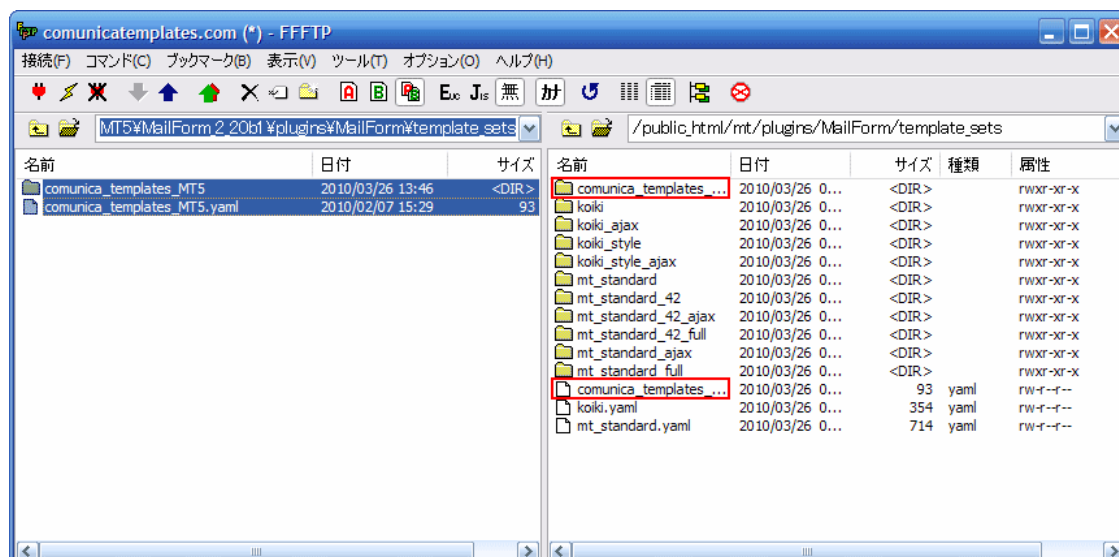 comunicatemplates.com (*) - FFFTP
接続(F) コマンド(C) ブックマーク(B) 表示(V) ツール(T) オプション(O) ヘルプ(H)
A B Euc Jis 無 ｶﾅ
MT5¥MailForm_2_20b1¥plugins¥MailForm¥template_sets
/public_html/mt/plugins/MailForm/template_sets
名前 日付 サイズ
comunica_templates_MT5 2010/03/26 13:46 <DIR>
comunica_templates_MT5.yaml 2010/02/07 15:29 93
名前 日付 サイズ 種類 属性
comunica_templates_... 2010/03/26 0... <DIR> rwxr-xr-x
koiki 2010/03/26 0... <DIR> rwxr-xr-x
koiki_ajax 2010/03/26 0... <DIR> rwxr-xr-x
koiki_style 2010/03/26 0... <DIR> rwxr-xr-x
koiki_style_ajax 2010/03/26 0... <DIR> rwxr-xr-x
mt_standard 2010/03/26 0... <DIR> rwxr-xr-x
mt_standard_42 2010/03/26 0... <DIR> rwxr-xr-x
mt_standard_42_ajax 2010/03/26 0... <DIR> rwxr-xr-x
mt_standard_42_full 2010/03/26 0... <DIR> rwxr-xr-x
mt_standard_ajax 2010/03/26 0... <DIR> rwxr-xr-x
mt_standard_full 2010/03/26 0... <DIR> rwxr-xr-x
comunica_templates_... 2010/03/26 0... 93 yaml rw-r--r--
koiki.yaml 2010/03/26 0... 354 yaml rw-r--r--
mt_standard.yaml 2010/03/26 0... 714 yaml rw-r--r--